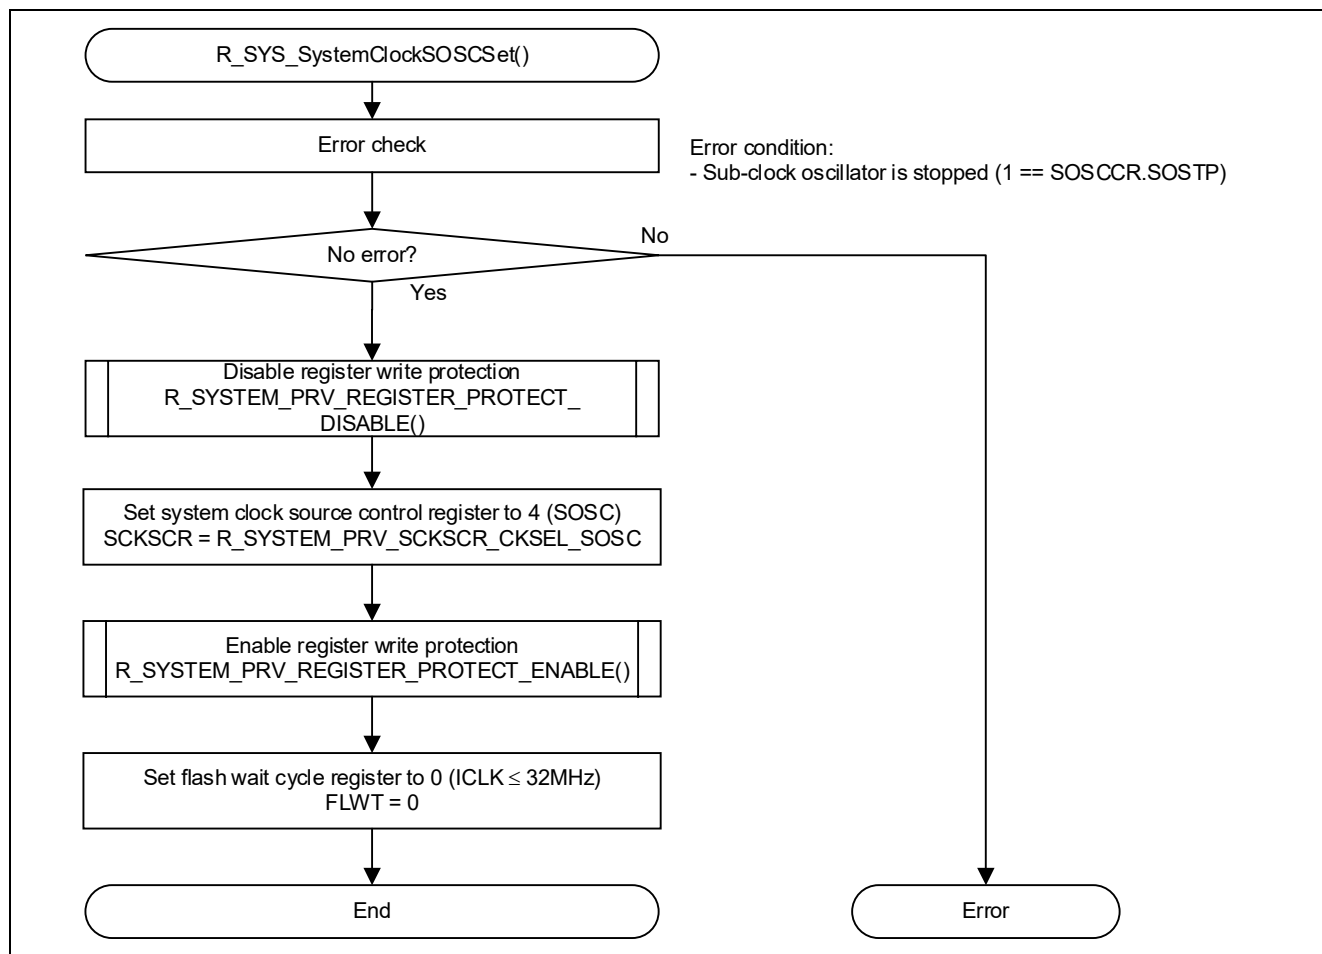 R_SYS_SystemClockSOSCSet()
Error check
Error condition:
- Sub-clock oscillator is stopped (1 == SOSCCR.SOSTP)
No error?
No
Yes
Disable register write protection
R_SYSTEM_PRV_REGISTER_PROTECT_
DISABLE()
Set system clock source control register to 4 (SOSC)
SCKSCR = R_SYSTEM_PRV_SCKSCR_CKSEL_SOSC
Enable register write protection
R_SYSTEM_PRV_REGISTER_PROTECT_ENABLE()
Set flash wait cycle register to 0 (ICLK ≤ 32MHz)
FLWT = 0
End
Error